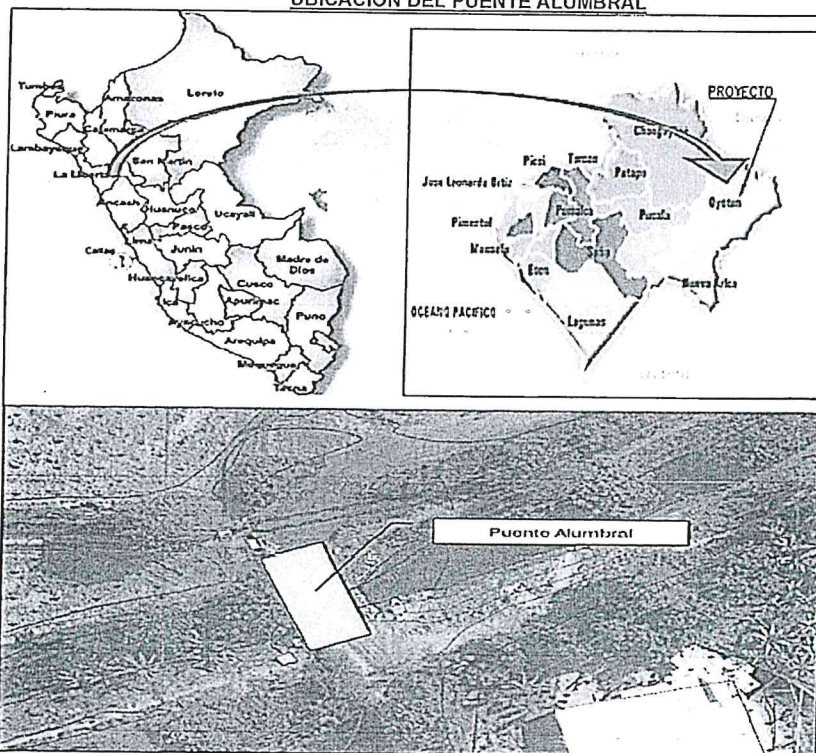 UBICACIÓN DEL PUENTE ALUMBRAL
Tumbes
Piura
Lambayeque
Cajamarca
Amazonas
Loreto
La Libertad
San Martin
Ancash
Huanuco
Ucayali
Pasco
Lima
Junin
Callao
Madre de
Dios
Huancavelica
Cusco
Ica
Apurimac
Ayacucho
Puno
Arequipa
Moquegua
Tacna
PROYECTO
Chongoyape
Picsi
Tuman
Patapo
Jose Leonardo Ortiz
Oyotun
Pomalca
Pucala
Pimentel
Monsefu
Saña
Eten
Nueva Arica
OCEANO PACIFICO
Lagunas
Puente Alumbral